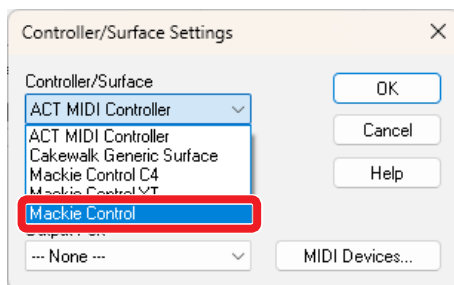 Controller/Surface Settings
Controller/Surface
OK
ACT MIDI Controller
Cancel
ACT MIDI Controller
Cakewalk Generic Surface
Mackie Control C4
Help
Mackie Control XT
Mackie Control
--- None ---
MIDI Devices...